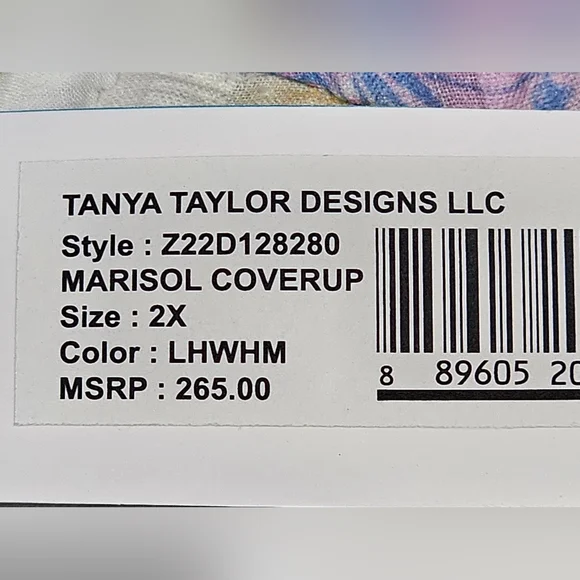 TANYA TAYLOR DESIGNS LLC
Style : Z22D128280
MARISOL COVERUP
Size : 2X
Color : LHWHM
MSRP : 265.00
8 89605 20